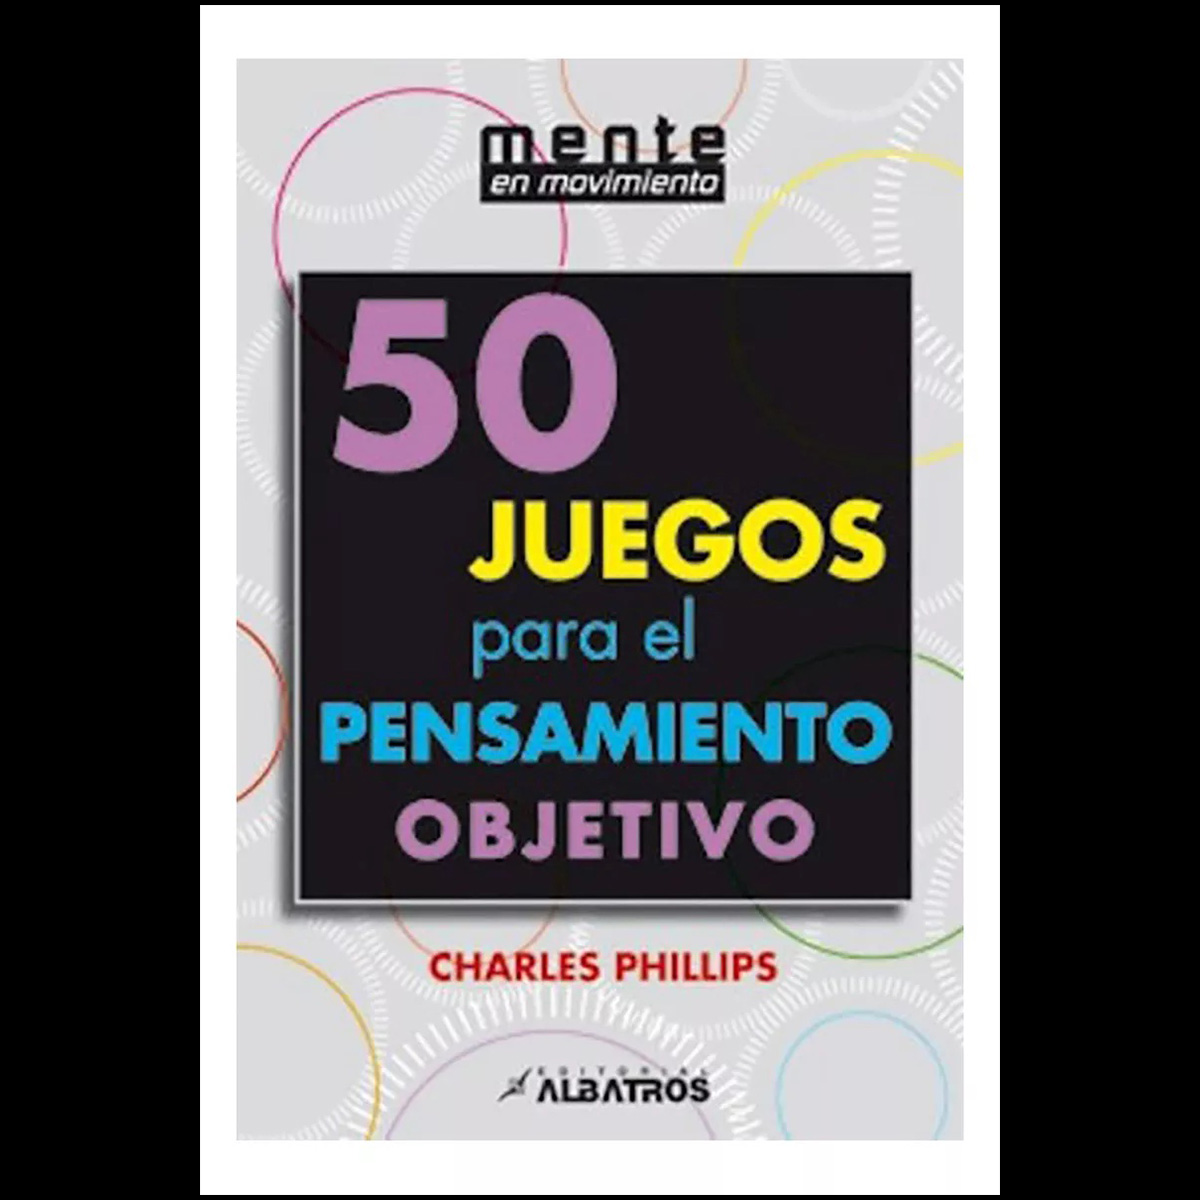 mente
en movimiento
50
JUEGOS
para el
PENSAMIENTO
OBJETIVO
CHARLES PHILLIPS
EDITORIAL
ALBATROS